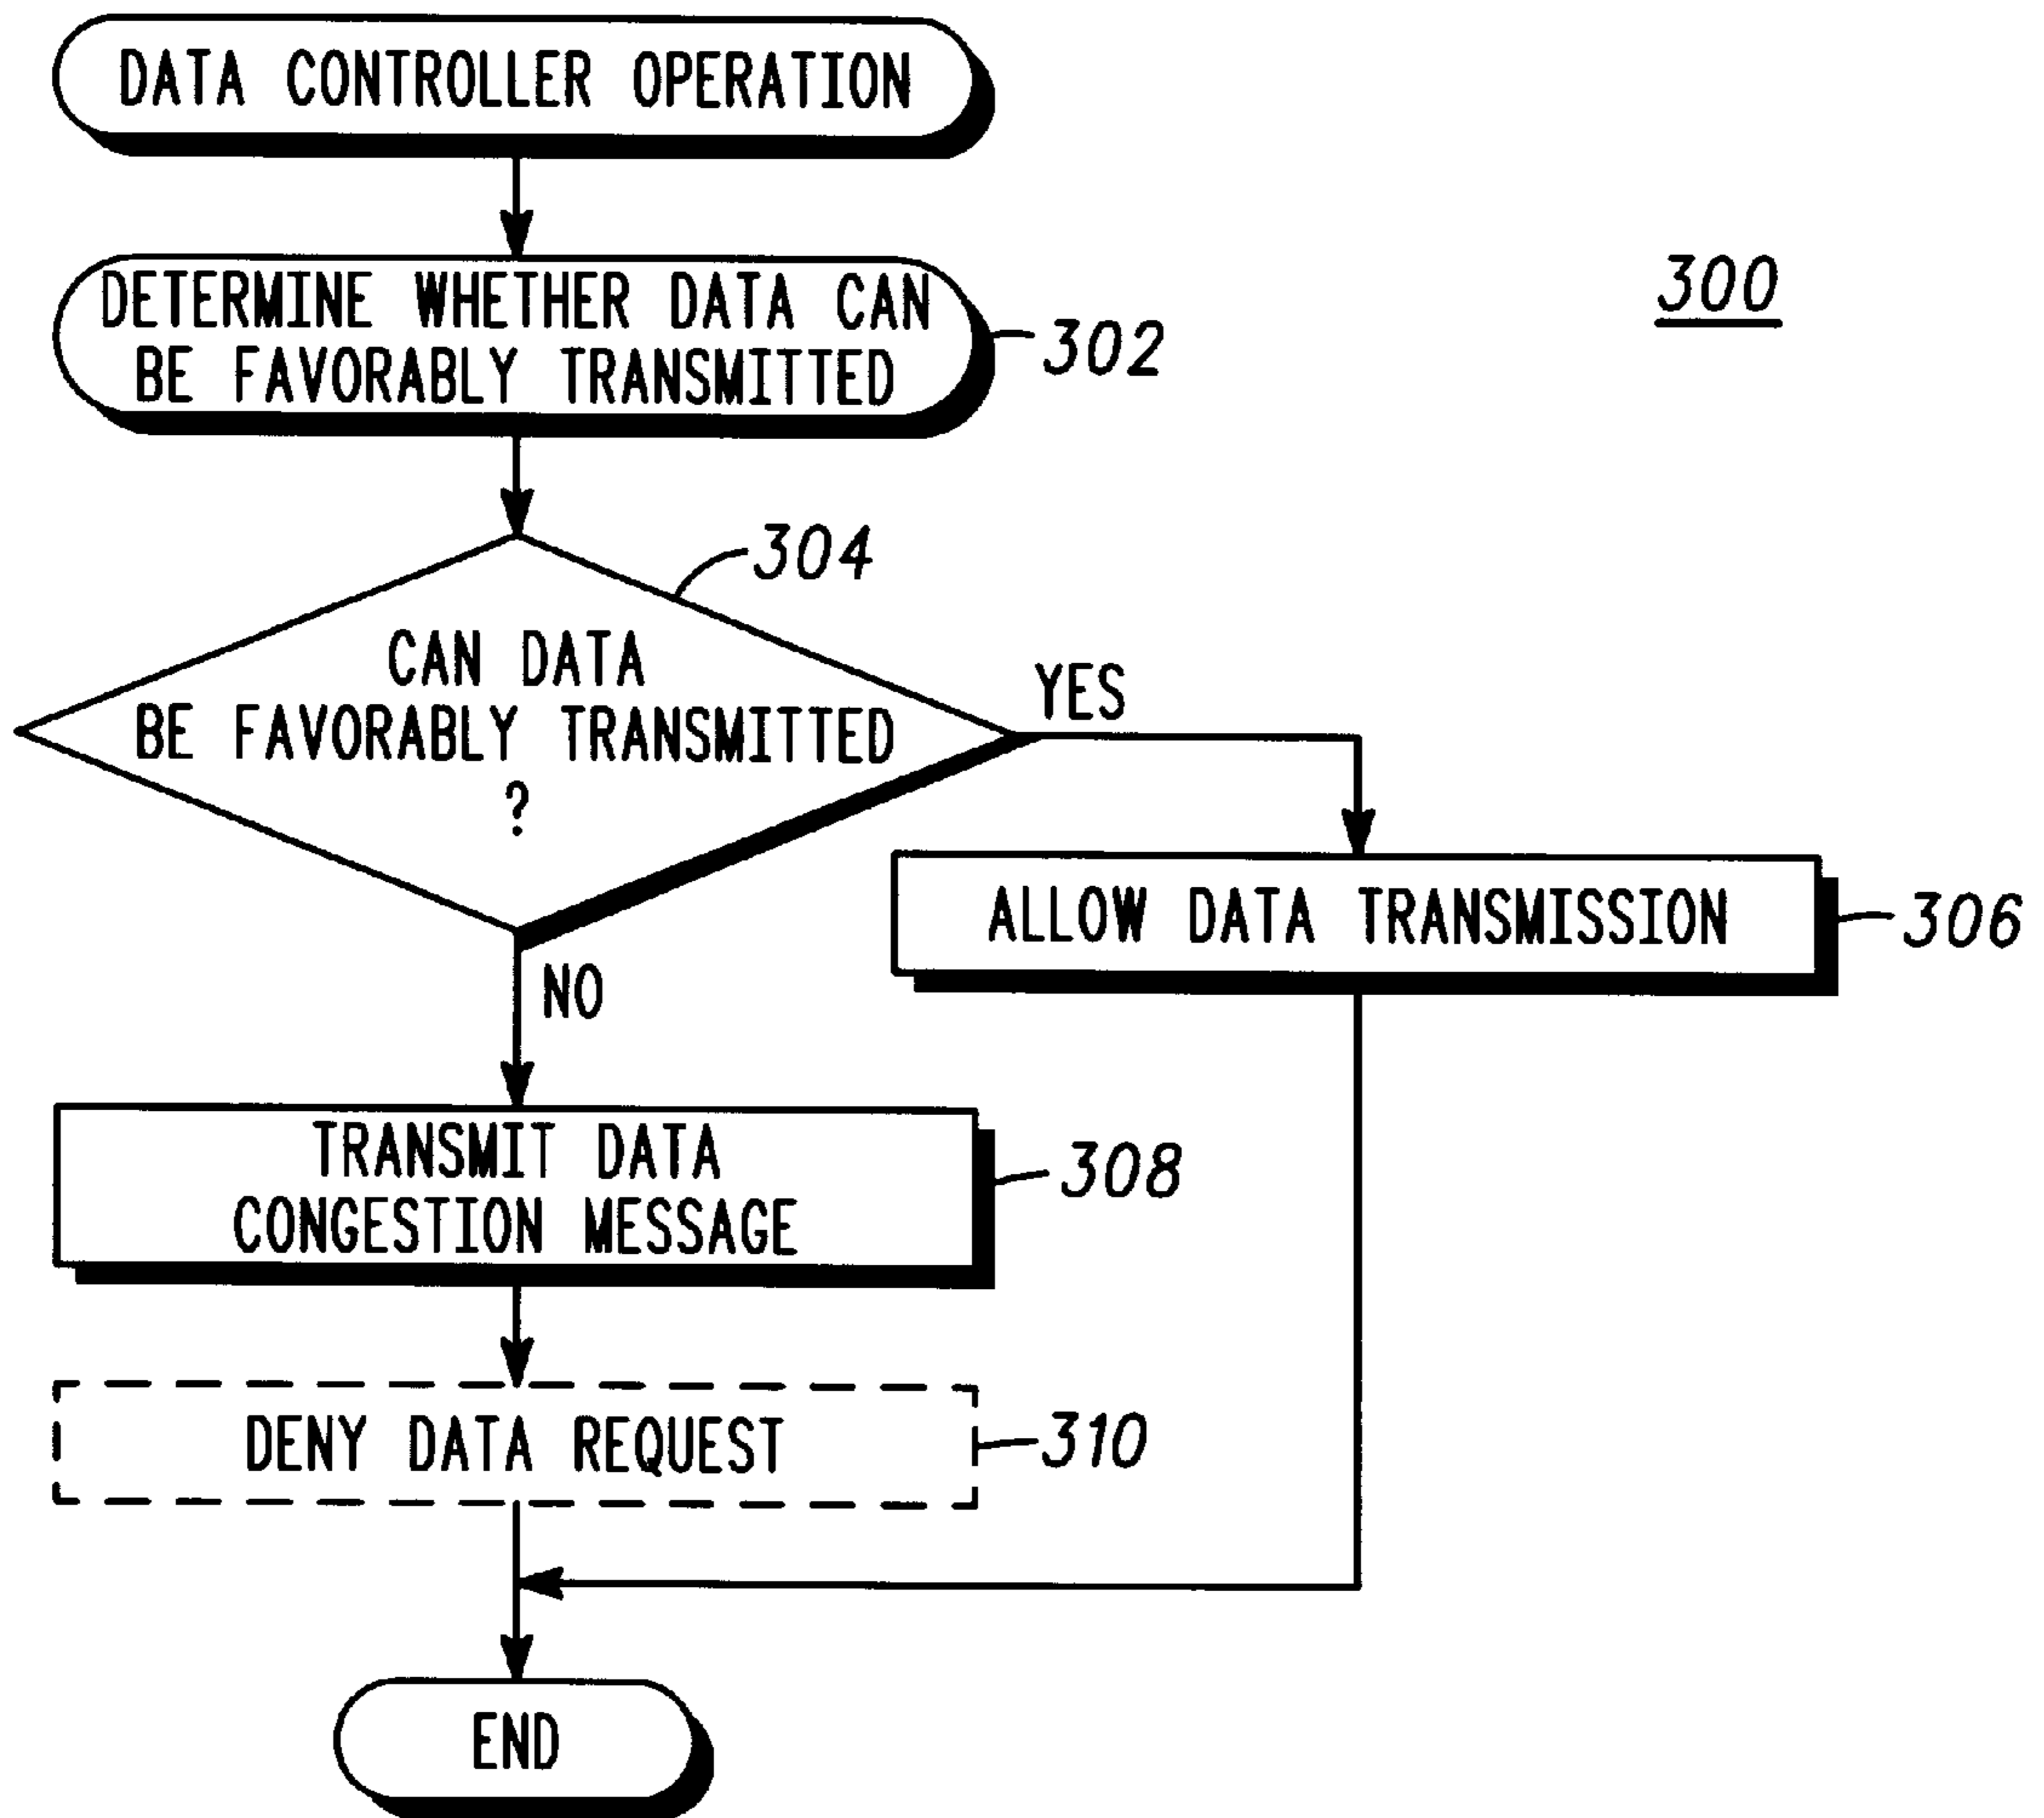 DATA CONTROLLER OPERATION
DETERMINE WHETHER DATA CAN
BE FAVORABLY TRANSMITTED
302
300
304
CAN DATA
BE FAVORABLY TRANSMITTED
?
YES
ALLOW DATA TRANSMISSION
306
NO
TRANSMIT DATA
CONGESTION MESSAGE
308
DENY DATA REQUEST
310
END